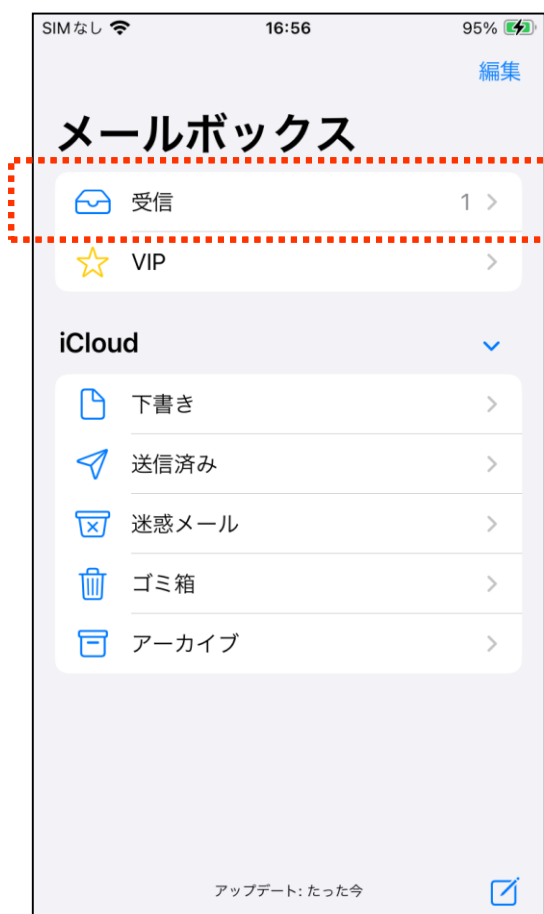 SIMなし 16:56 95%
編集
メールボックス
受信 1
VIP
iCloud
下書き
送信済み
迷惑メール
ゴミ箱
アーカイブ
アップデート: たった今